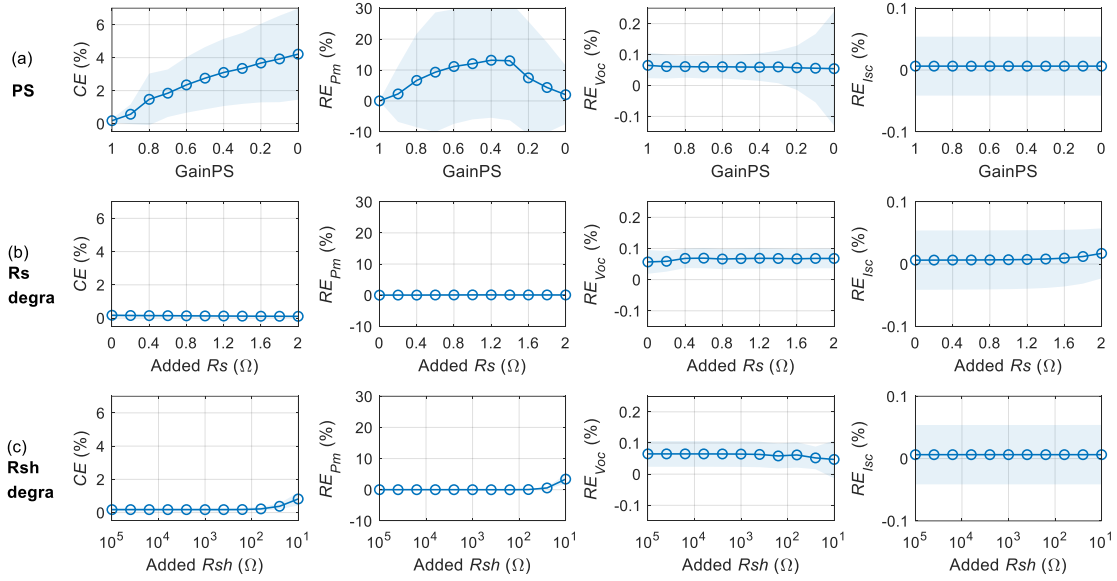 (a)
PS
CE (%)
6
4
2
0
1 0.8 0.6 0.4 0.2 0
GainPS
RE_Pm (%)
30
20
10
0
-10
1 0.8 0.6 0.4 0.2 0
GainPS
RE_Voc (%)
0.2
0.1
0
-0.1
1 0.8 0.6 0.4 0.2 0
GainPS
RE_Isc (%)
0.1
0
-0.1
1 0.8 0.6 0.4 0.2 0
GainPS
(b)
Rs
degra
CE (%)
6
4
2
0
0 0.4 0.8 1.2 1.6 2
Added Rs (Ω)
RE_Pm (%)
30
20
10
0
-10
0 0.4 0.8 1.2 1.6 2
Added Rs (Ω)
RE_Voc (%)
0.2
0.1
0
-0.1
0 0.4 0.8 1.2 1.6 2
Added Rs (Ω)
RE_Isc (%)
0.1
0
-0.1
0 0.4 0.8 1.2 1.6 2
Added Rs (Ω)
(c)
Rsh
degra
CE (%)
6
4
2
0
10^5 10^4 10^3 10^2 10^1
Added Rsh (Ω)
RE_Pm (%)
30
20
10
0
-10
10^5 10^4 10^3 10^2 10^1
Added Rsh (Ω)
RE_Voc (%)
0.2
0.1
0
-0.1
10^5 10^4 10^3 10^2 10^1
Added Rsh (Ω)
RE_Isc (%)
0.1
0
-0.1
10^5 10^4 10^3 10^2 10^1
Added Rsh (Ω)